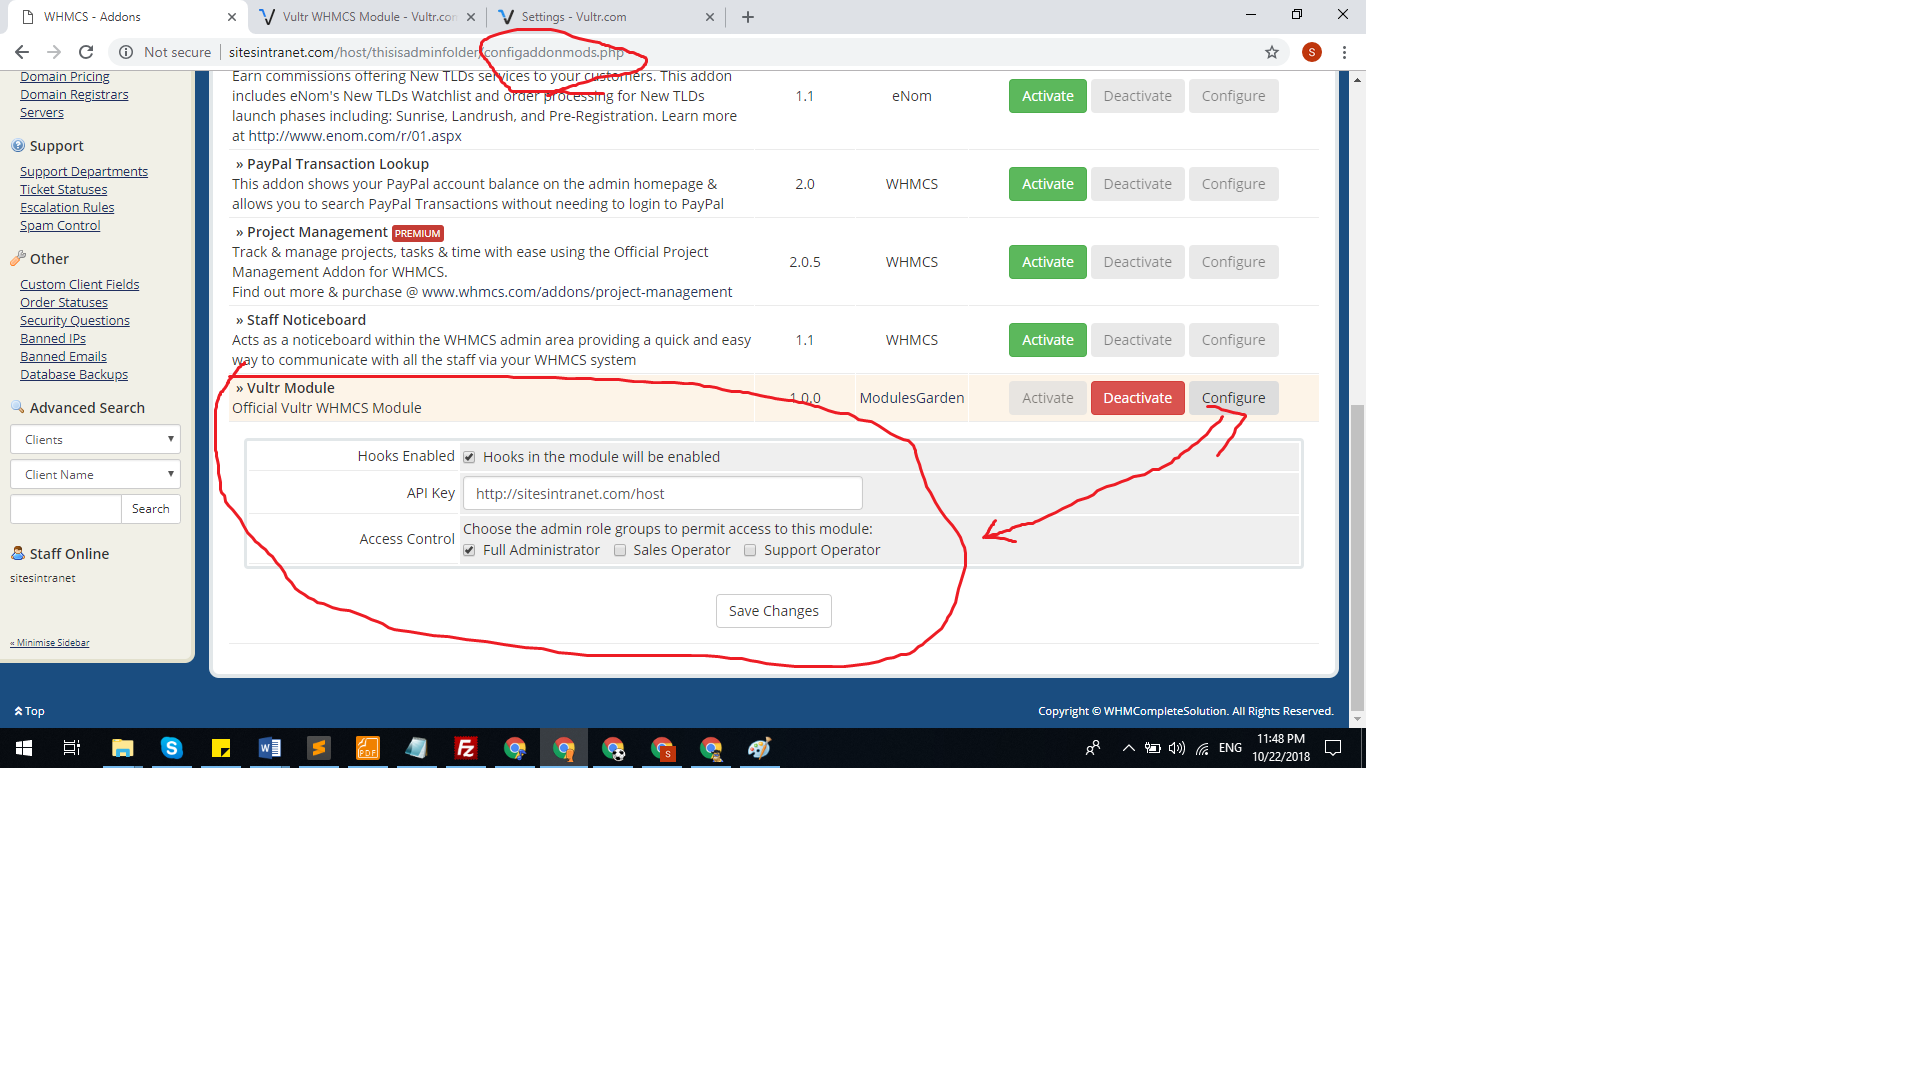 WHMCS - Addons
Vultr WHMCS Module - Vultr.co
Settings - Vultr.com
Not secure
sitesintranet.com/host/thisisadminfolder/configaddonmods.php
S
Domain Pricing
Domain Registrars
Servers
Support
Support Departments
Ticket Statuses
Escalation Rules
Spam Control
Other
Custom Client Fields
Order Statuses
Security Questions
Banned IPs
Banned Emails
Database Backups
Advanced Search
Clients
Client Name
Search
Staff Online
sitesintranet
« Minimise Sidebar
Earn commissions offering New TLDs services to your customers. This addon
includes eNom's New TLDs Watchlist and order processing for New TLDs
launch phases including: Sunrise, Landrush, and Pre-Registration. Learn more
at http://www.enom.com/r/01.aspx
1.1
eNom
Activate
Deactivate
Configure
» PayPal Transaction Lookup
This addon shows your PayPal account balance on the admin homepage &
allows you to search PayPal Transactions without needing to login to PayPal
2.0
WHMCS
Activate
Deactivate
Configure
» Project Management PREMIUM
Track & manage projects, tasks & time with ease using the Official Project
Management Addon for WHMCS.
Find out more & purchase @ www.whmcs.com/addons/project-management
2.0.5
WHMCS
Activate
Deactivate
Configure
» Staff Noticeboard
Acts as a noticeboard within the WHMCS admin area providing a quick and easy
way to communicate with all the staff via your WHMCS system
1.1
WHMCS
Activate
Deactivate
Configure
» Vultr Module
Official Vultr WHMCS Module
1.0.0
ModulesGarden
Activate
Deactivate
Configure
Hooks Enabled
Hooks in the module will be enabled
API Key
http://sitesintranet.com/host
Access Control
Choose the admin role groups to permit access to this module:
Full Administrator
Sales Operator
Support Operator
Save Changes
Top
Copyright © WHMCompleteSolution. All Rights Reserved.
ENG
11:48 PM
10/22/2018